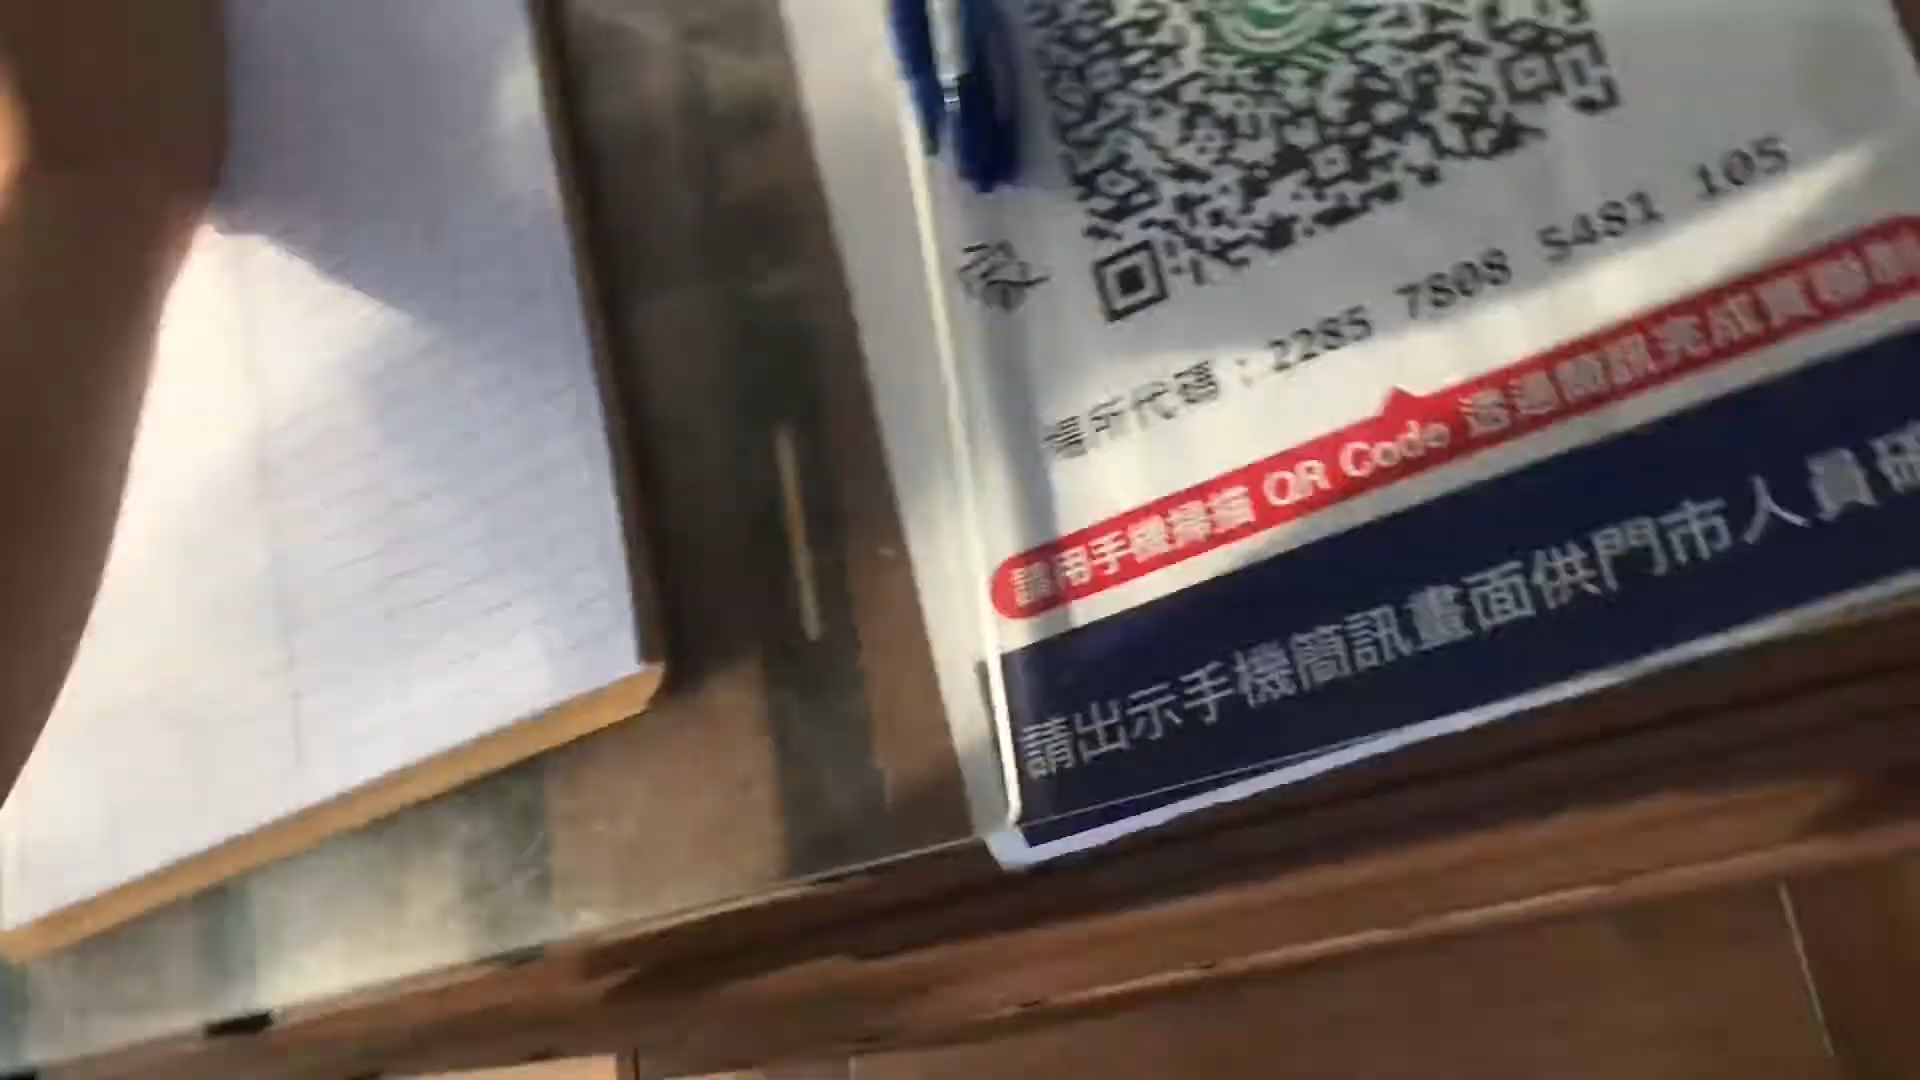 場所代碼：2285 7808 5481 105
請用手機掃描 QR Code 透過簡訊完成實聯制
請出示手機簡訊畫面供門市人員確